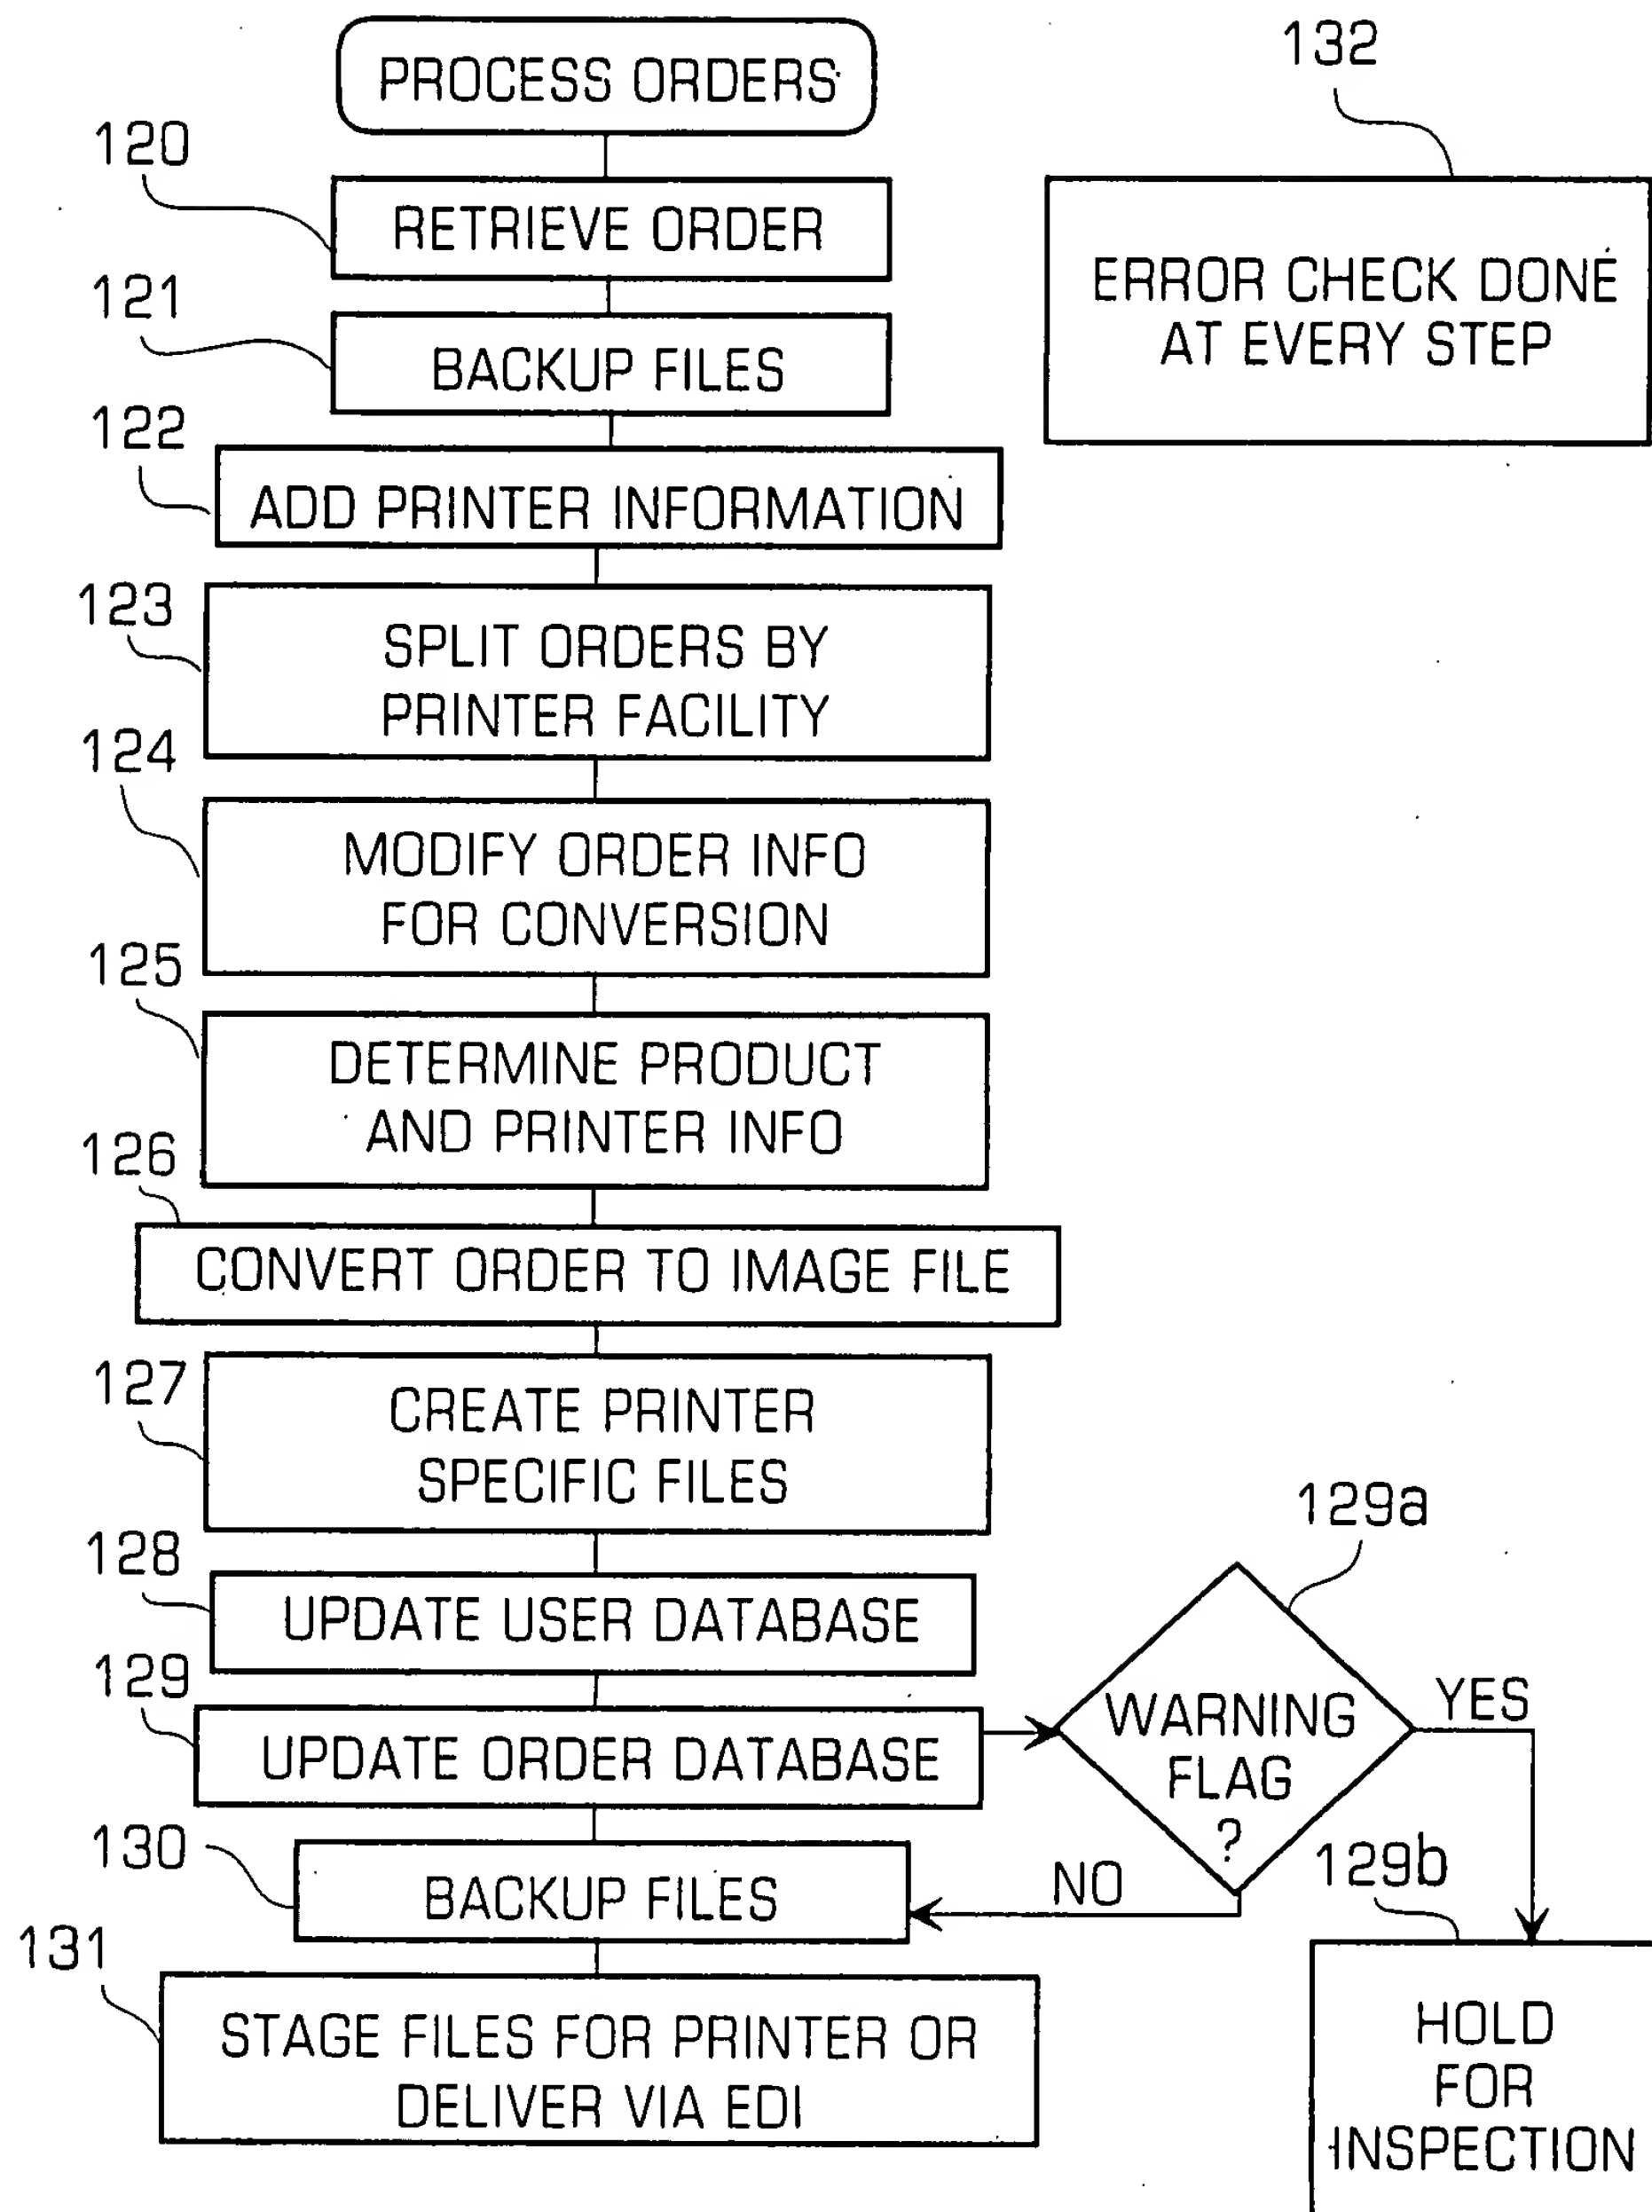 PROCESS ORDERS
132
120
RETRIEVE ORDER
ERROR CHECK DONE
AT EVERY STEP
121
BACKUP FILES
122
ADD PRINTER INFORMATION
123
SPLIT ORDERS BY
PRINTER FACILITY
124
MODIFY ORDER INFO
FOR CONVERSION
125
DETERMINE PRODUCT
AND PRINTER INFO
126
CONVERT ORDER TO IMAGE FILE
127
CREATE PRINTER
SPECIFIC FILES
128
UPDATE USER DATABASE
129
UPDATE ORDER DATABASE
129a
WARNING
FLAG
?
YES
NO
130
BACKUP FILES
129b
HOLD
FOR
INSPECTION
131
STAGE FILES FOR PRINTER OR
DELIVER VIA EDI